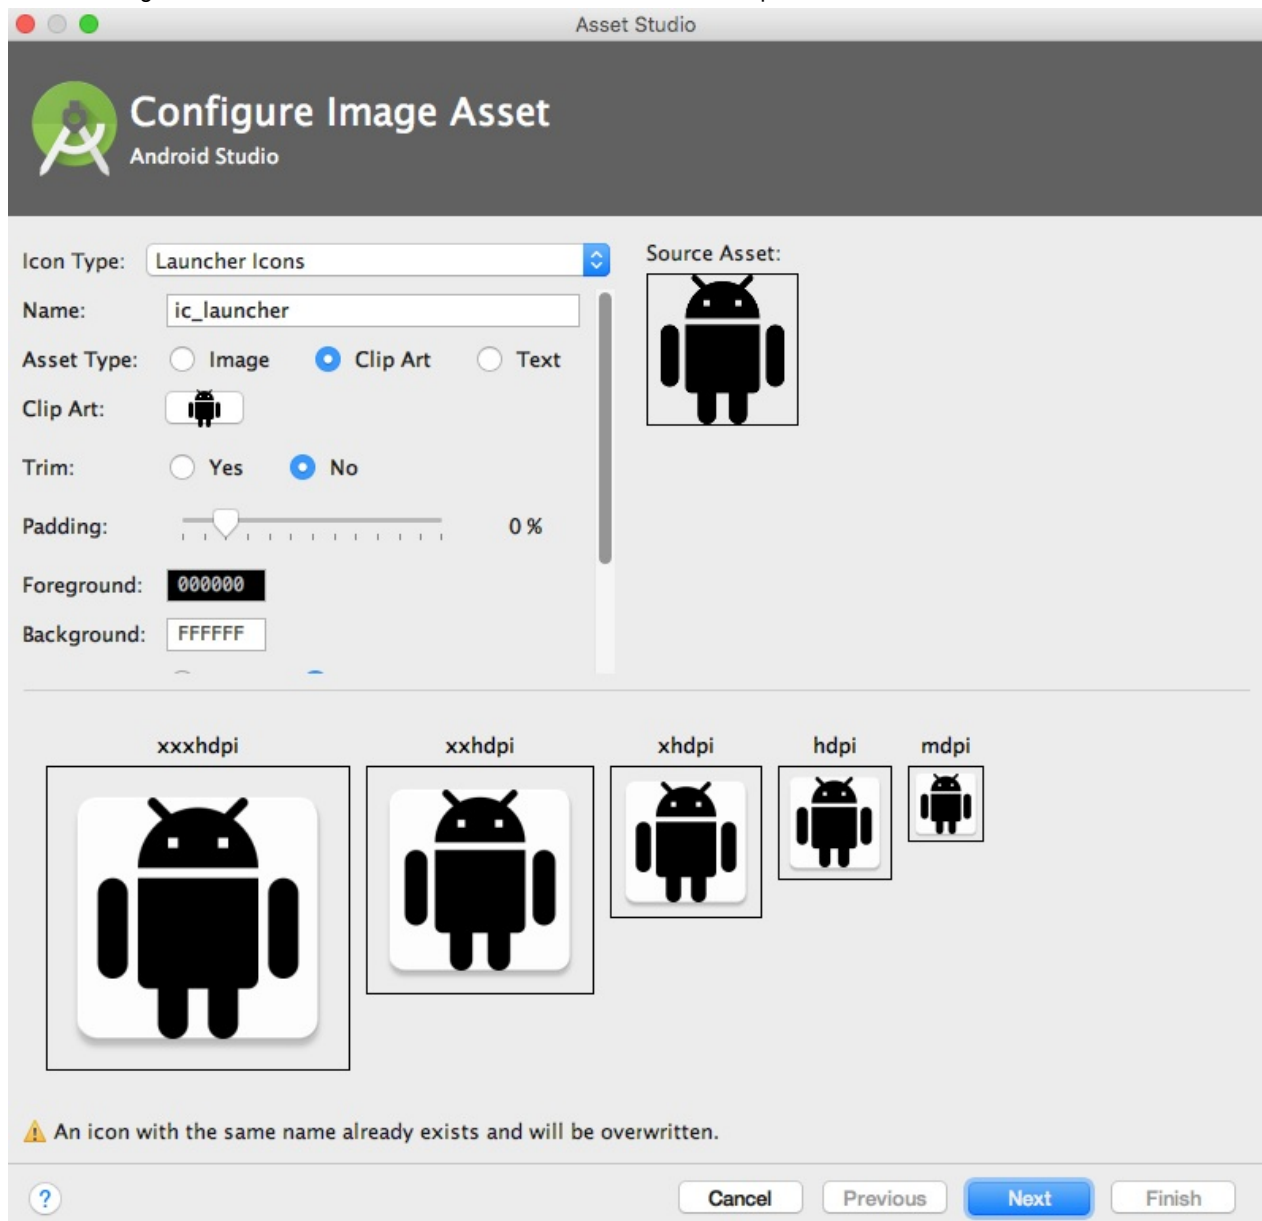 Asset Studio
Configure Image Asset
Android Studio
Icon Type: Launcher Icons
Source Asset:
Name: ic_launcher
Asset Type: Image Clip Art Text
Clip Art:
Trim: Yes No
Padding: 0 %
Foreground: 000000
Background: FFFFFF
xxxhdpi xxhdpi xhdpi hdpi mdpi
An icon with the same name already exists and will be overwritten.
? Cancel Previous Next Finish